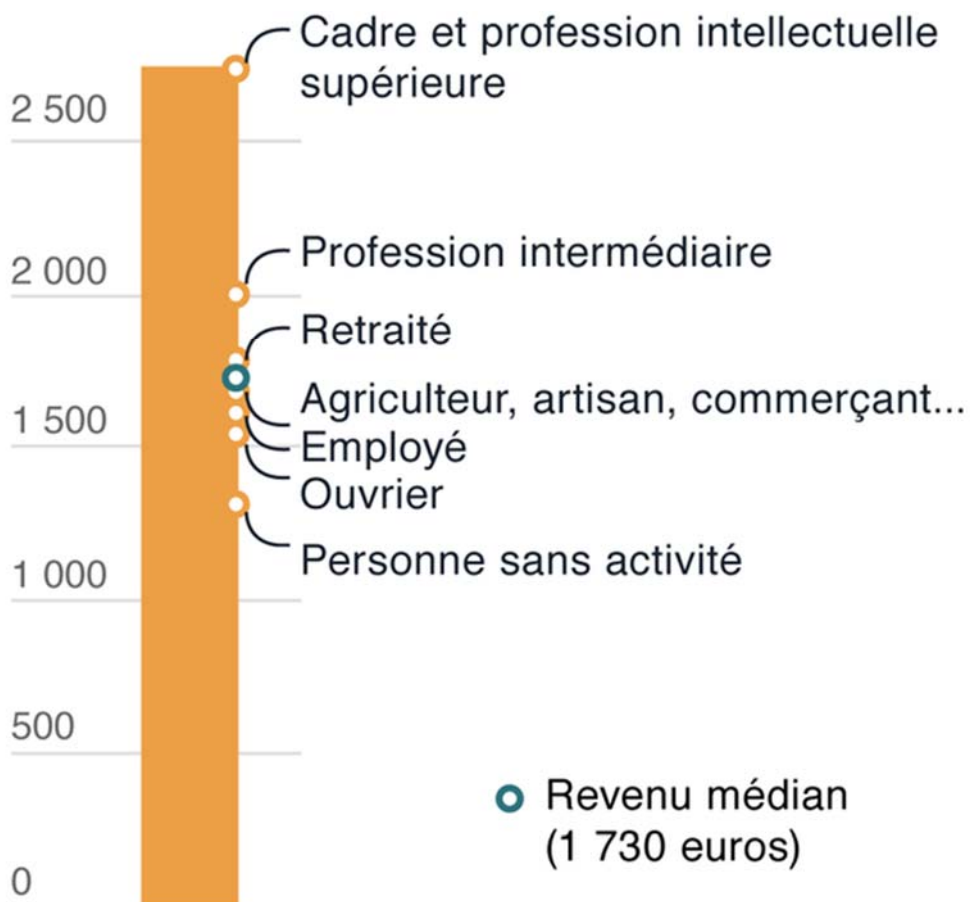 Cadre et profession intellectuelle
supérieure
2 500
Profession intermédiaire
2 000
Retraité
Agriculteur, artisan, commerçant...
1 500
Employé
Ouvrier
Personne sans activité
1 000
500
Revenu médian
(1 730 euros)
0